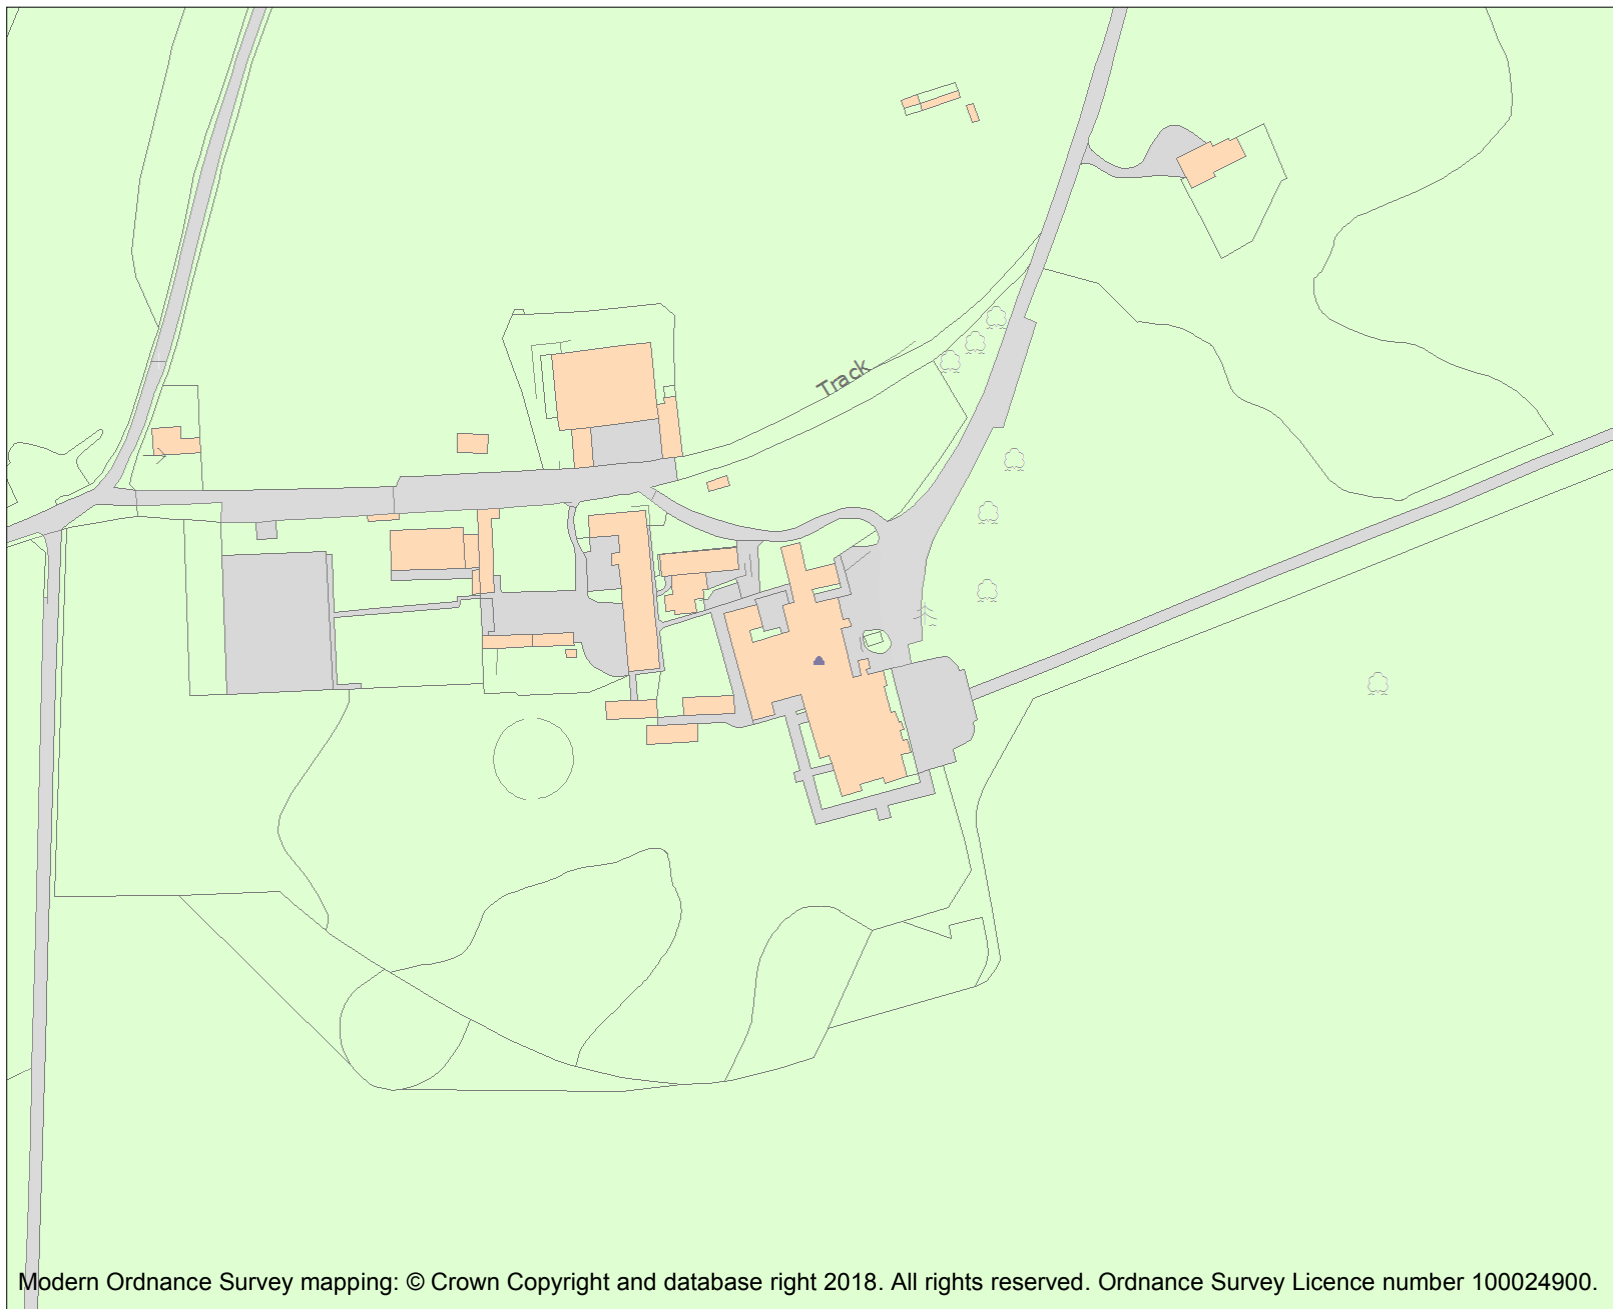 Track
Modern Ordnance Survey mapping: © Crown Copyright and database right 2018. All rights reserved. Ordnance Survey Licence number 100024900.